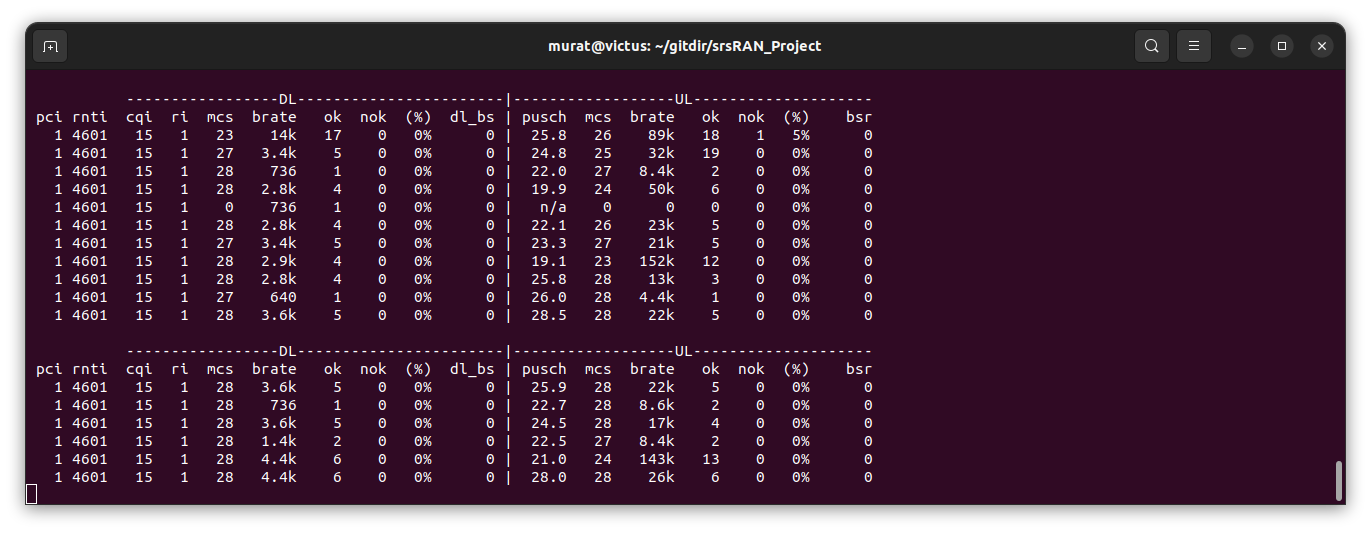 murat@victus: ~/gitdir/srsRAN_Project
-----------------DL-----------------------|------------------UL--------------------
pci rnti  cqi  ri  mcs  brate   ok  nok  (%)  dl_bs | pusch  mcs  brate   ok  nok  (%)    bsr
1 4601   15   1   23    14k   17    0   0%      0 |  25.8   26    89k   18    1   5%      0
1 4601   15   1   27   3.4k    5    0   0%      0 |  24.8   25    32k   19    0   0%      0
1 4601   15   1   28    736    1    0   0%      0 |  22.0   27   8.4k    2    0   0%      0
1 4601   15   1   28   2.8k    4    0   0%      0 |  19.9   24    50k    6    0   0%      0
1 4601   15   1    0    736    1    0   0%      0 |   n/a    0      0    0    0   0%      0
1 4601   15   1   28   2.8k    4    0   0%      0 |  22.1   26    23k    5    0   0%      0
1 4601   15   1   27   3.4k    5    0   0%      0 |  23.3   27    21k    5    0   0%      0
1 4601   15   1   28   2.9k    4    0   0%      0 |  19.1   23   152k   12    0   0%      0
1 4601   15   1   28   2.8k    4    0   0%      0 |  25.8   28    13k    3    0   0%      0
1 4601   15   1   27    640    1    0   0%      0 |  26.0   28   4.4k    1    0   0%      0
1 4601   15   1   28   3.6k    5    0   0%      0 |  28.5   28    22k    5    0   0%      0
-----------------DL-----------------------|------------------UL--------------------
pci rnti  cqi  ri  mcs  brate   ok  nok  (%)  dl_bs | pusch  mcs  brate   ok  nok  (%)    bsr
1 4601   15   1   28   3.6k    5    0   0%      0 |  25.9   28    22k    5    0   0%      0
1 4601   15   1   28    736    1    0   0%      0 |  22.7   28   8.6k    2    0   0%      0
1 4601   15   1   28   3.6k    5    0   0%      0 |  24.5   28    17k    4    0   0%      0
1 4601   15   1   28   1.4k    2    0   0%      0 |  22.5   27   8.4k    2    0   0%      0
1 4601   15   1   28   4.4k    6    0   0%      0 |  21.0   24   143k   13    0   0%      0
1 4601   15   1   28   4.4k    6    0   0%      0 |  28.0   28    26k    6    0   0%      0